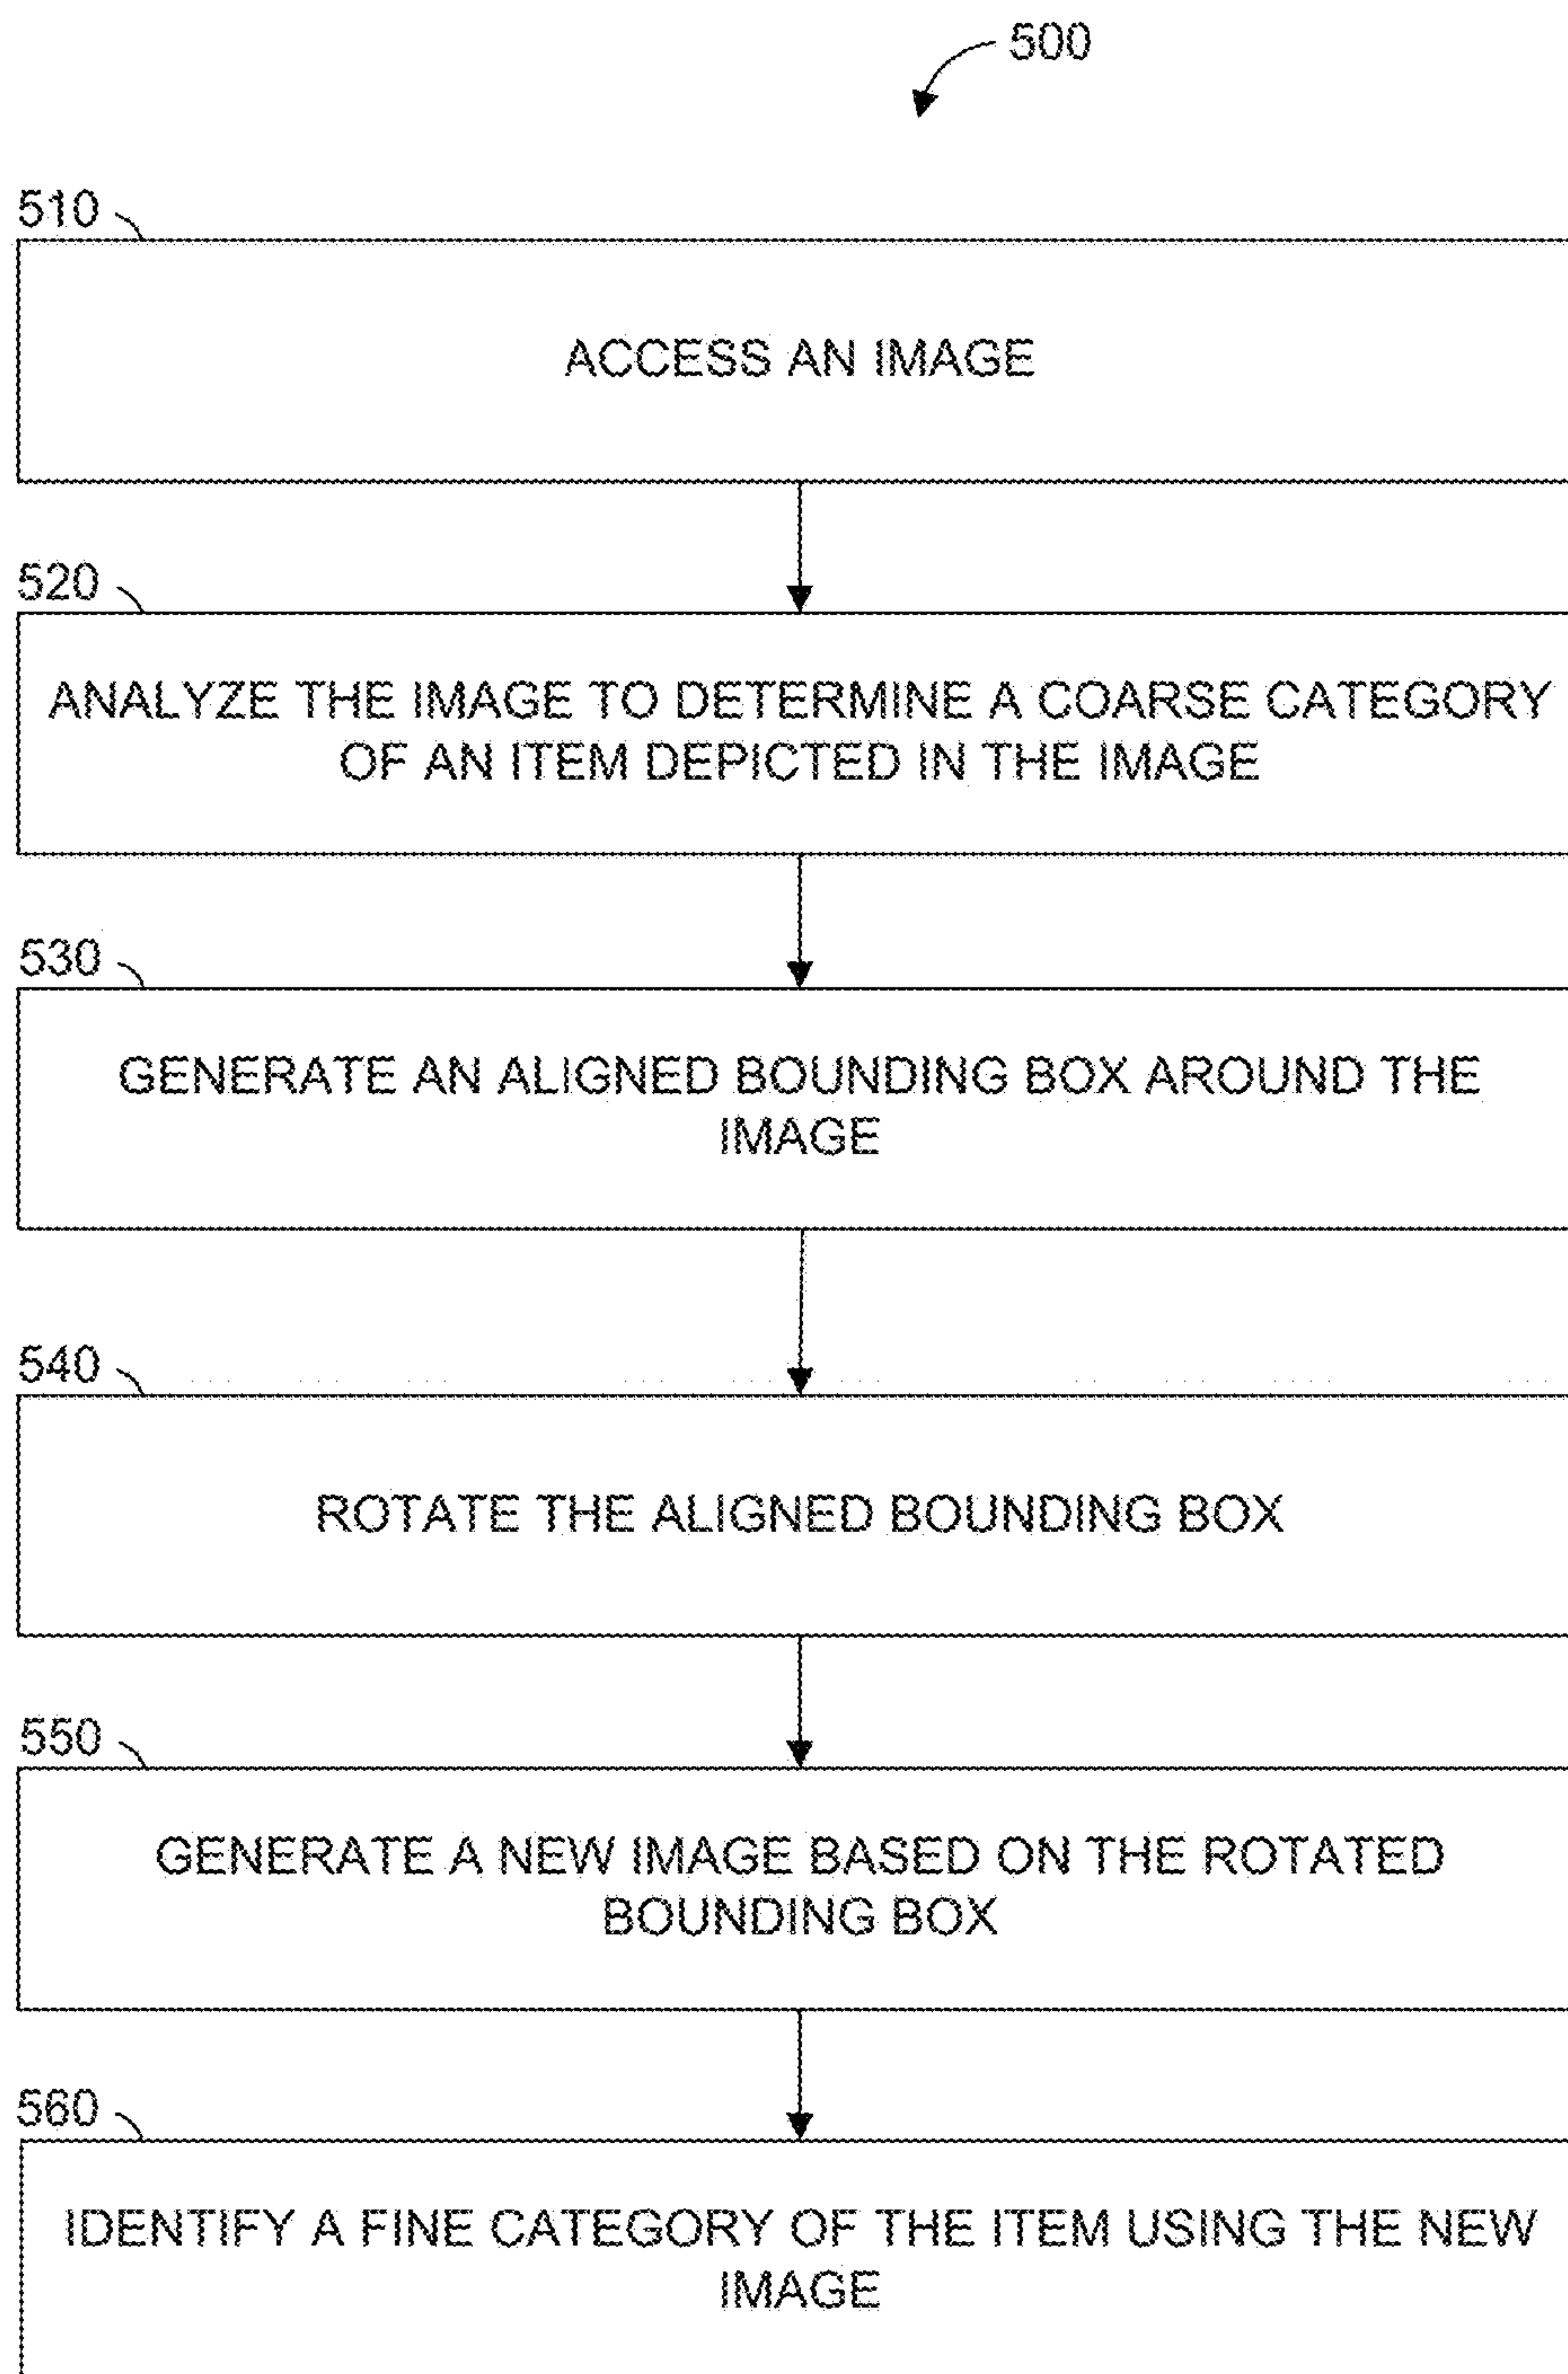 500
510
ACCESS AN IMAGE
520
ANALYZE THE IMAGE TO DETERMINE A COARSE CATEGORY
OF AN ITEM DEPICTED IN THE IMAGE
530
GENERATE AN ALIGNED BOUNDING BOX AROUND THE
IMAGE
540
ROTATE THE ALIGNED BOUNDING BOX
550
GENERATE A NEW IMAGE BASED ON THE ROTATED
BOUNDING BOX
560
IDENTIFY A FINE CATEGORY OF THE ITEM USING THE NEW
IMAGE